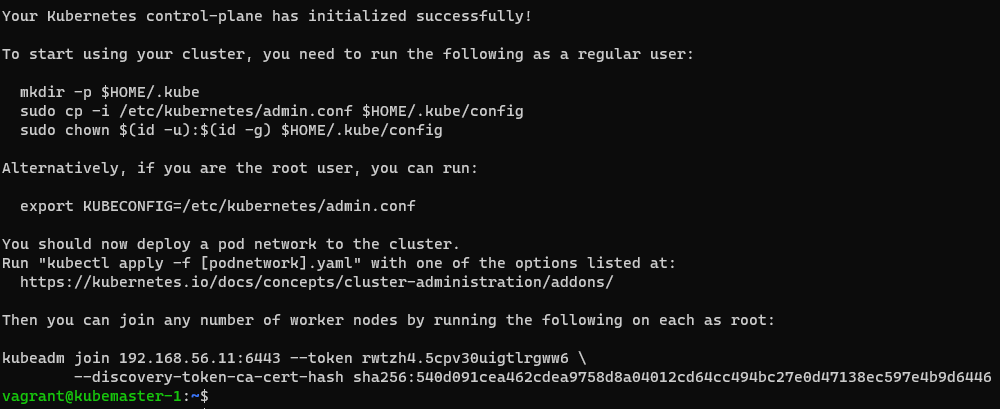 Your Kubernetes control-plane has initialized successfully!
To start using your cluster, you need to run the following as a regular user:
mkdir -p $HOME/.kube
sudo cp -i /etc/kubernetes/admin.conf $HOME/.kube/config
sudo chown $(id -u):$(id -g) $HOME/.kube/config
Alternatively, if you are the root user, you can run:
export KUBECONFIG=/etc/kubernetes/admin.conf
You should now deploy a pod network to the cluster.
Run "kubectl apply -f [podnetwork].yaml" with one of the options listed at:
https://kubernetes.io/docs/concepts/cluster-administration/addons/
Then you can join any number of worker nodes by running the following on each as root:
kubeadm join 192.168.56.11:6443 --token rwtzh4.5cpv30uigtlrgww6 \
--discovery-token-ca-cert-hash sha256:540d091cea462cdea9758d8a04012cd64cc494bc27e0d47138ec597e4b9d6446
vagrant@kubemaster-1:~$